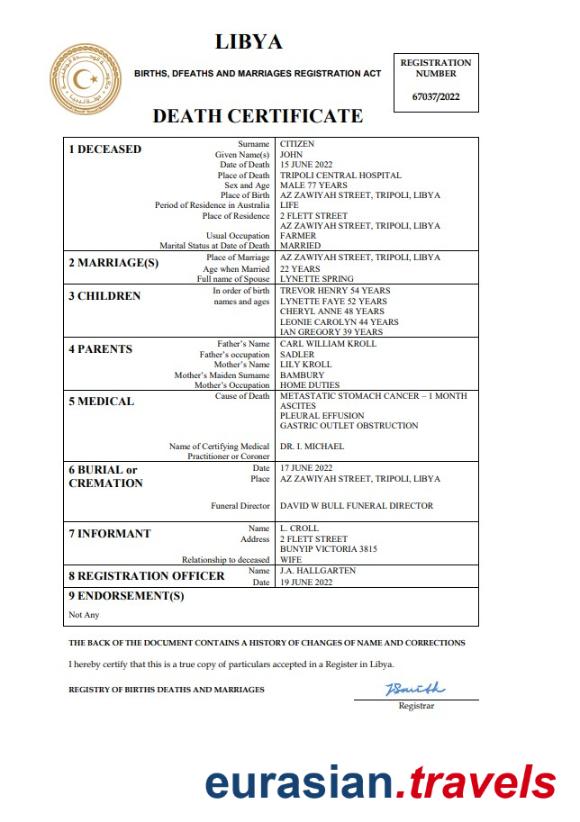 LIBYA
BIRTHS, DFEATHS AND MARRIAGES REGISTRATION ACT
REGISTRATION
NUMBER
67037/2022
DEATH CERTIFICATE
1 DECEASED
Surname CITIZEN
Given Name(s) JOHN
Date of Death 15 JUNE 2022
Place of Death TRIPOLI CENTRAL HOSPITAL
Sex and Age MALE 77 YEARS
Place of Birth AZ ZAWIYAH STREET, TRIPOLI, LIBYA
Period of Residence in Australia LIFE
Place of Residence 2 FLETT STREET
AZ ZAWIYAH STREET, TRIPOLI, LIBYA
Usual Occupation FARMER
Marital Status at Date of Death MARRIED
2 MARRIAGE(S)
Place of Marriage AZ ZAWIYAH STREET, TRIPOLI, LIBYA
Age when Married 22 YEARS
Full name of Spouse LYNETTE SPRING
3 CHILDREN
In order of birth TREVOR HENRY 54 YEARS
names and ages LYNETTE FAYE 52 YEARS
CHERYL ANNE 48 YEARS
LEONIE CAROLYN 44 YEARS
IAN GREGORY 39 YEARS
4 PARENTS
Father's Name CARL WILLIAM KROLL
Father's occupation SADLER
Mother's Name LILY KROLL
Mother's Maiden Surname BAMBURY
Mother's Occupation HOME DUTIES
5 MEDICAL
Cause of Death METASTATIC STOMACH CANCER – 1 MONTH
ASCITES
PLEURAL EFFUSION
GASTRIC OUTLET OBSTRUCTION
Name of Certifying Medical DR. I. MICHAEL
Practitioner or Coroner
6 BURIAL or
CREMATION
Date 17 JUNE 2022
Place AZ ZAWIYAH STREET, TRIPOLI, LIBYA
Funeral Director DAVID W BULL FUNERAL DIRECTOR
7 INFORMANT
Name L. CROLL
Address 2 FLETT STREET
BUNYIP VICTORIA 3815
Relationship to deceased WIFE
8 REGISTRATION OFFICER
Name J.A. HALLGARTEN
Date 19 JUNE 2022
9 ENDORSEMENT(S)
Not Any
THE BACK OF THE DOCUMENT CONTAINS A HISTORY OF CHANGES OF NAME AND CORRECTIONS
I hereby certify that this is a true copy of particulars accepted in a Register in Libya.
REGISTRY OF BIRTHS DEATHS AND MARRIAGES
JSmith
Registrar
eurasian.travels